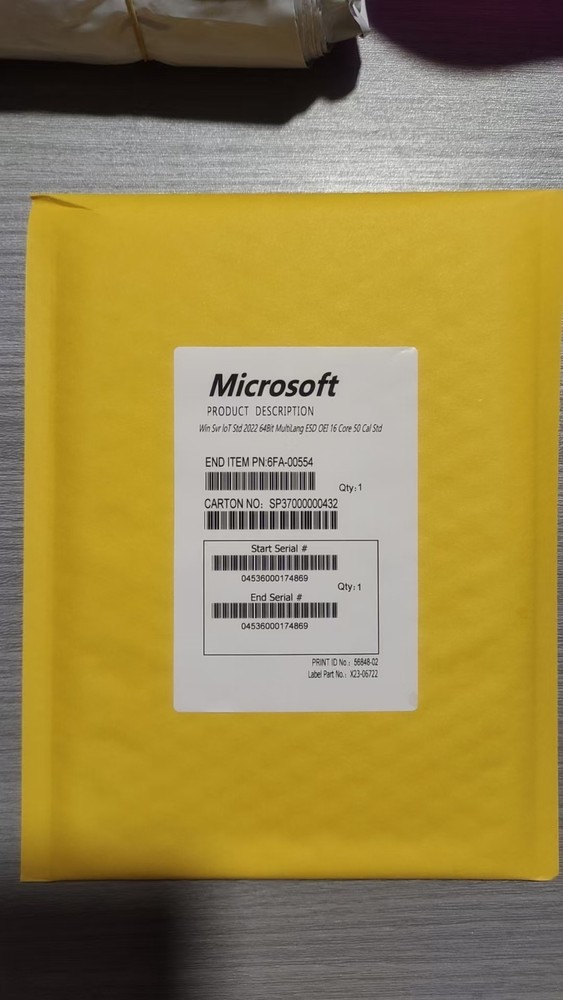 Microsoft
PRODUCT DESCRIPTION
Win Svr IoT Std 2022 64Bit MultiLang ESD OEI 16 Core 50 Cal Std
END ITEM PN:6FA-00554
Qty: 1
CARTON NO: SP37000000432
Start Serial #
04536000174869
Qty: 1
End Serial #
04536000174869
PRINT ID No.: 56848-02
Label Part No.: X23-06722